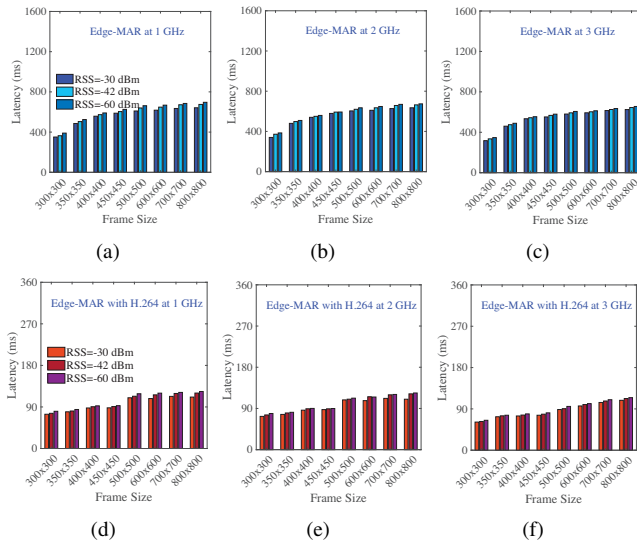 1600
1200
800
400
0
Latency (ms)
Edge-MAR at 1 GHz
RSS=-30 dBm
RSS=-42 dBm
RSS=-60 dBm
300x300
350x350
400x400
450x450
500x500
600x600
700x700
800x800
Frame Size
(a)
1600
1200
800
400
0
Latency (ms)
Edge-MAR at 2 GHz
300x300
350x350
400x400
450x450
500x500
600x600
700x700
800x800
Frame Size
(b)
1600
1200
800
400
0
Latency (ms)
Edge-MAR at 3 GHz
300x300
350x350
400x400
450x450
500x500
600x600
700x700
800x800
Frame Size
(c)
360
270
180
90
0
Latency (ms)
Edge-MAR with H.264 at 1 GHz
RSS=-30 dBm
RSS=-42 dBm
RSS=-60 dBm
300x300
350x350
400x400
450x450
500x500
600x600
700x700
800x800
Frame Size
(d)
360
270
180
90
0
Latency (ms)
Edge-MAR with H.264 at 2 GHz
300x300
350x350
400x400
450x450
500x500
600x600
700x700
800x800
Frame Size
(e)
360
270
180
90
0
Latency (ms)
Edge-MAR with H.264 at 3 GHz
300x300
350x350
400x400
450x450
500x500
600x600
700x700
800x800
Frame Size
(f)